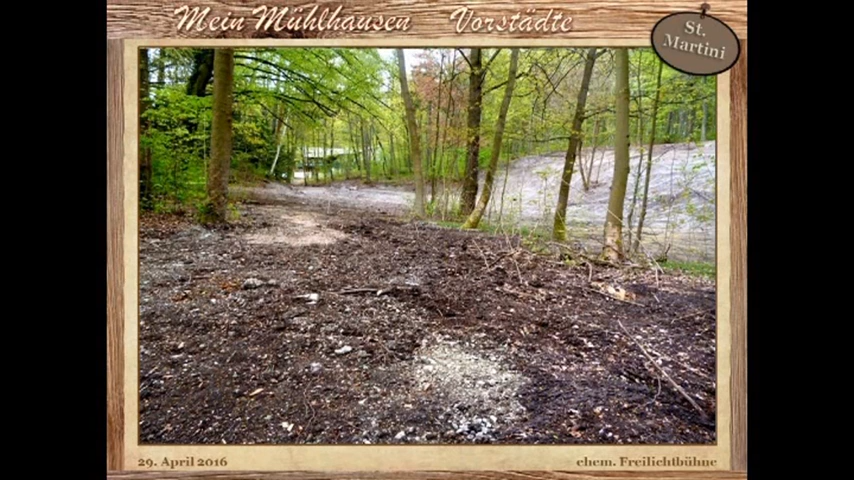 Mein Mühlhausen Vorstädte
St.
Martini
29. April 2016
ehem. Freilichtbühne